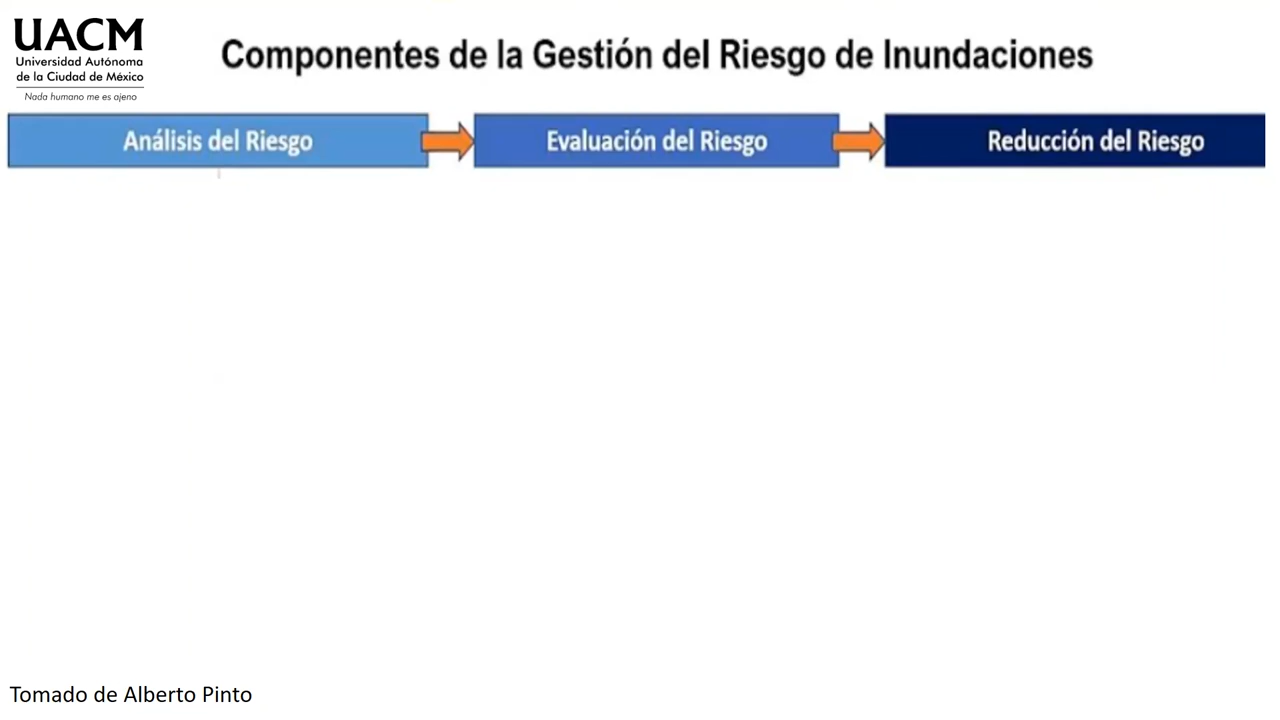 UACM
Universidad Autónoma
de la Ciudad de México
Nada humano me es ajeno
Componentes de la Gestión del Riesgo de Inundaciones
Análisis del Riesgo
Evaluación del Riesgo
Reducción del Riesgo
Tomado de Alberto Pinto